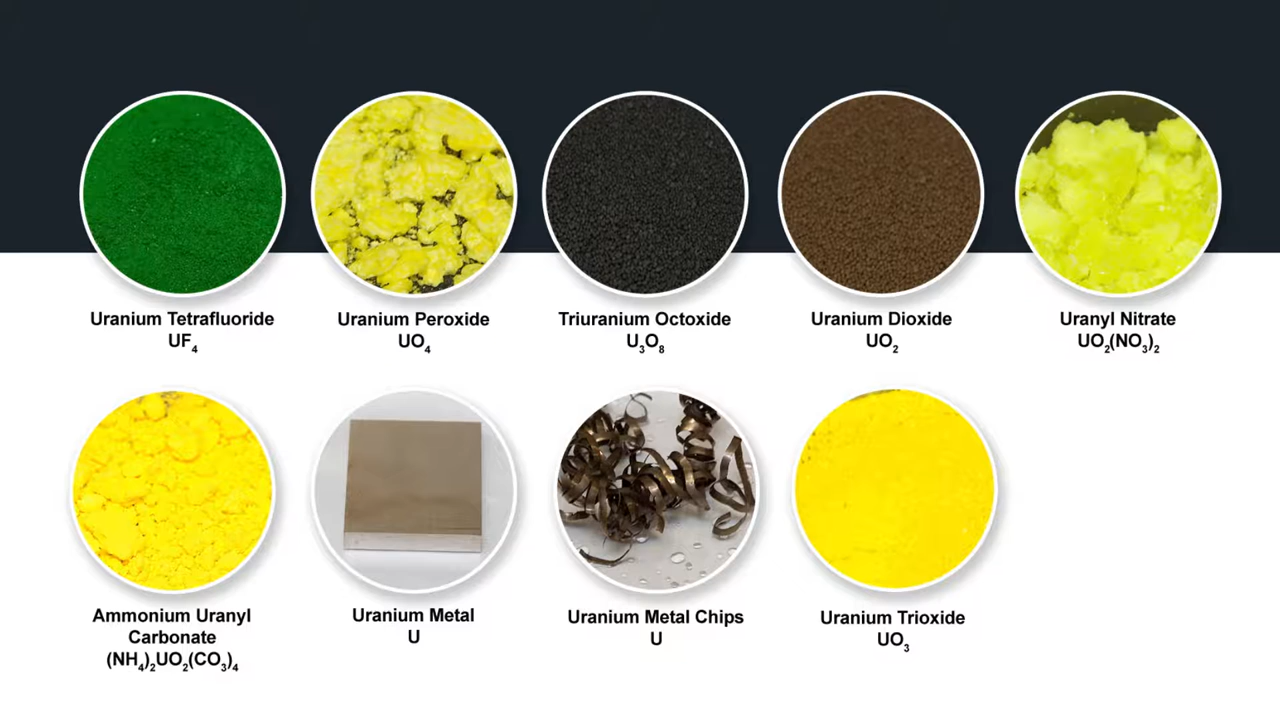 Uranium Tetrafluoride
UF₄
Uranium Peroxide
UO₄
Triuranium Octoxide
U₃O₈
Uranium Dioxide
UO₂
Uranyl Nitrate
UO₂(NO₃)₂
Ammonium Uranyl
Carbonate
(NH₄)₂UO₂(CO₃)₄
Uranium Metal
U
Uranium Metal Chips
U
Uranium Trioxide
UO₃